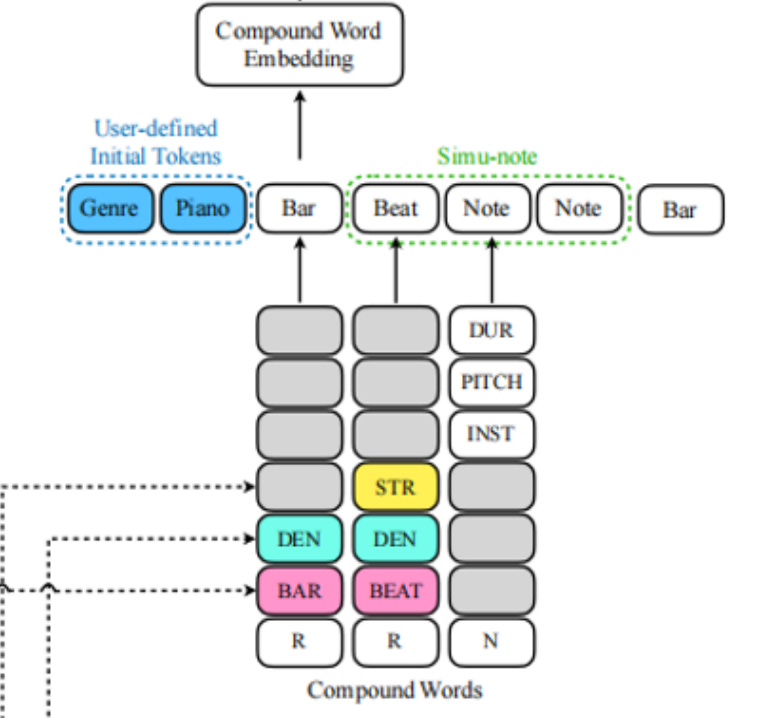 Compound Word
Embedding
User-defined
Initial Tokens
Simu-note
Genre Piano Bar Beat Note Note Bar
DUR
PITCH
INST
STR
DEN DEN
BAR BEAT
R R N
Compound Words